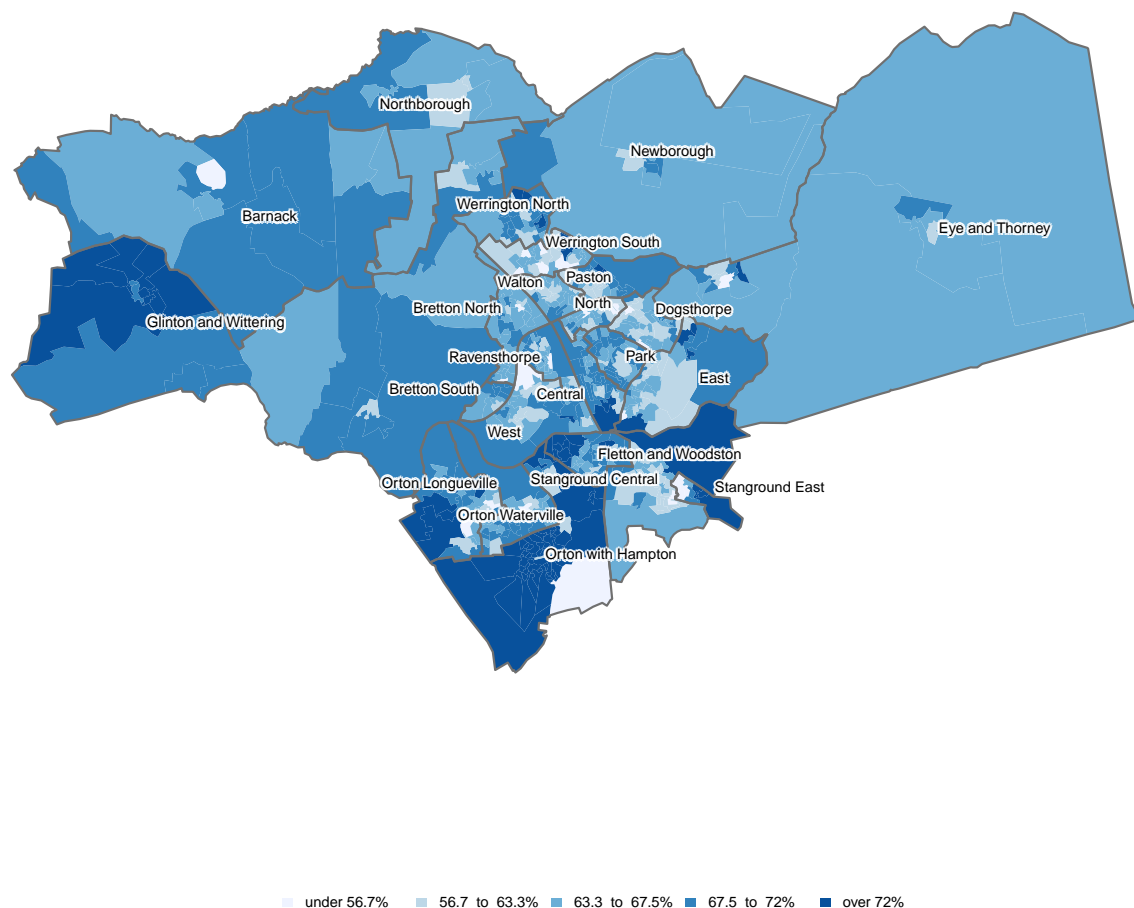 Northborough
Newborough
Werrington North
Barnack
Eye and Thorney
Werrington South
Paston
Walton
North
Bretton North
Dogsthorpe
Glinton and Wittering
Ravensthorpe
Park
East
Bretton South
Central
West
Fletton and Woodston
Orton Longueville
Stanground Central
Stanground East
Orton Waterville
Orton with Hampton
under 56.7% 56.7 to 63.3% 63.3 to 67.5% 67.5 to 72% over 72%